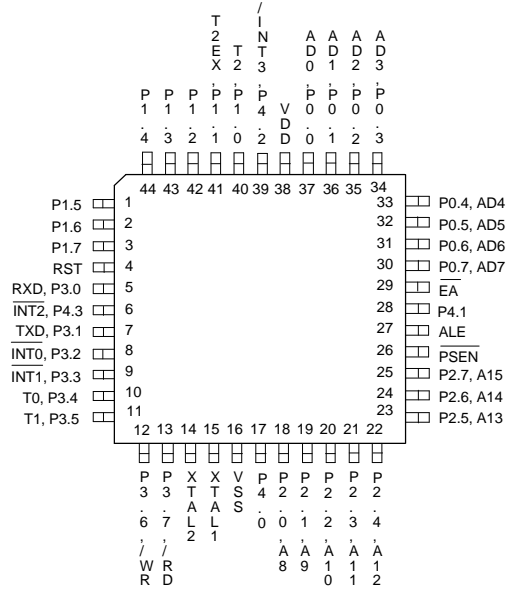 P1.4
P1.3
P1.2
T2EX,P1.1
T2,P1.0
/INT3,P4.2
VDD
AD0,P0.0
AD1,P0.1
AD2,P0.2
AD3,P0.3
44 43 42 41 40 39 38 37 36 35 34
P1.5 1
P1.6 2
P1.7 3
RST 4
RXD, P3.0 5
INT2, P4.3 6
TXD, P3.1 7
INT0, P3.2 8
INT1, P3.3 9
T0, P3.4 10
T1, P3.5 11
33 P0.4, AD4
32 P0.5, AD5
31 P0.6, AD6
30 P0.7, AD7
29 EA
28 P4.1
27 ALE
26 PSEN
25 P2.7, A15
24 P2.6, A14
23 P2.5, A13
12 13 14 15 16 17 18 19 20 21 22
P3.6,/WR
P3.7,/RD
XTAL2
XTAL1
VSS
P4.0
P2.0,A8
P2.1,A9
P2.2,A10
P2.3,A11
P2.4,A12